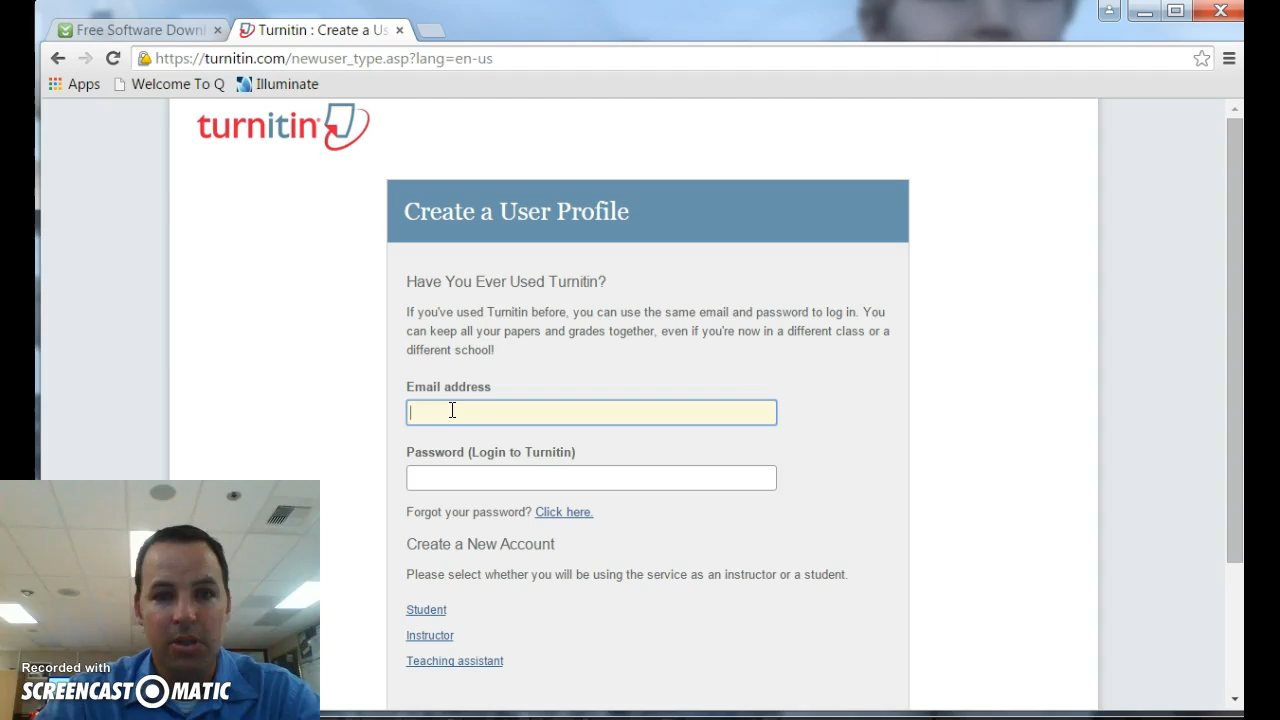 Free Software Downl
Turnitin : Create a Us
https://turnitin.com/newuser_type.asp?lang=en-us
Apps
Welcome To Q
Illuminate
turnitin
Create a User Profile
Have You Ever Used Turnitin?
If you've used Turnitin before, you can use the same email and password to log in. You
can keep all your papers and grades together, even if you're now in a different class or a
different school!
Email address
Password (Login to Turnitin)
Forgot your password? Click here.
Create a New Account
Please select whether you will be using the service as an instructor or a student.
Student
Instructor
Teaching assistant
Recorded with
SCREENCAST-O-MATIC